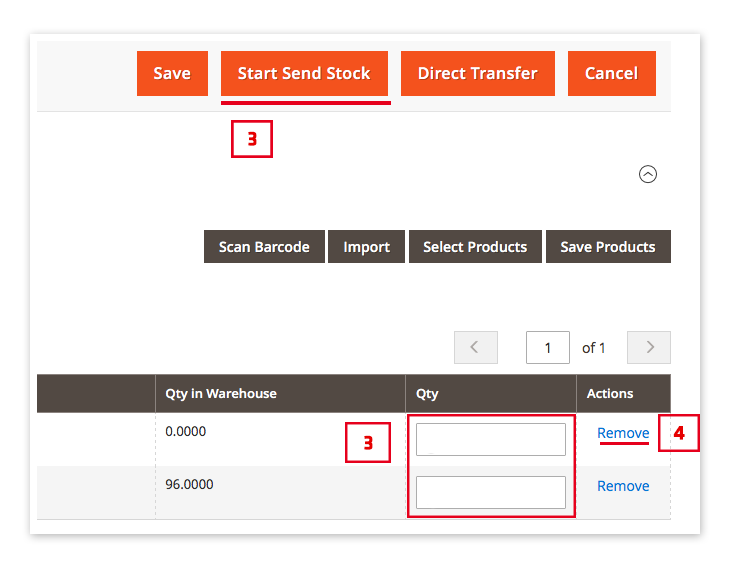 Save Start Send Stock Direct Transfer Cancel
3
Scan Barcode Import Select Products Save Products
1 of 1
Qty in Warehouse Qty Actions
0.0000 3 Remove 4
96.0000 Remove